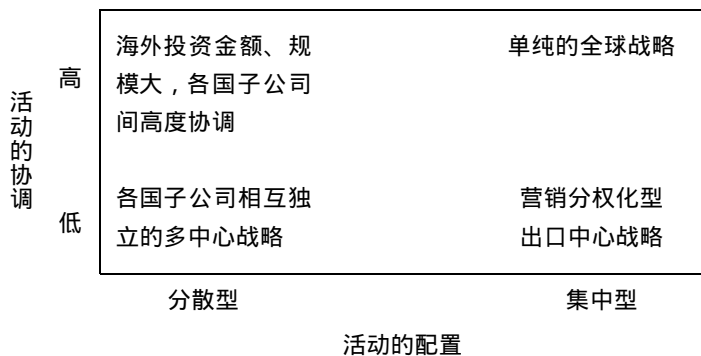 海外投资金额、规
模大，各国子公司
间高度协调
单纯的全球战略
高
活动的协调
低
各国子公司相互独
立的多中心战略
营销分权化型
出口中心战略
分散型
集中型
活动的配置